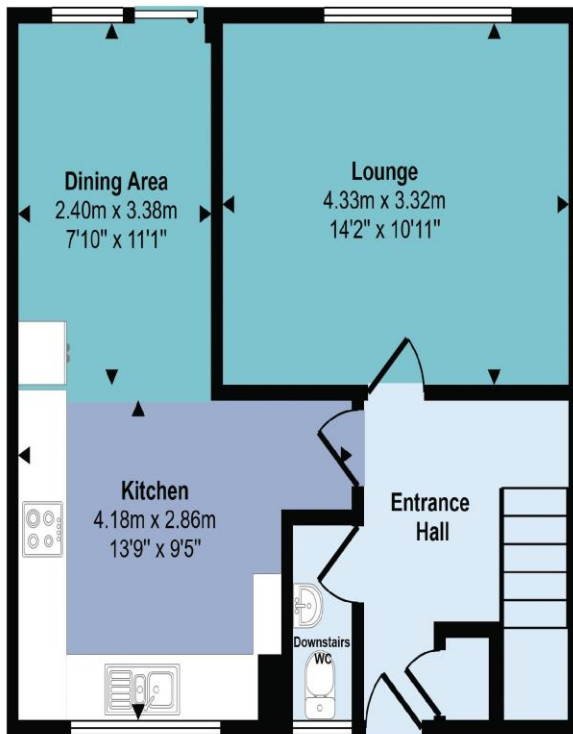 Dining Area
2.40m x 3.38m
7'10" x 11'1"
Lounge
4.33m x 3.32m
14'2" x 10'11"
Kitchen
4.18m x 2.86m
13'9" x 9'5"
Entrance
Hall
Downstairs
WC